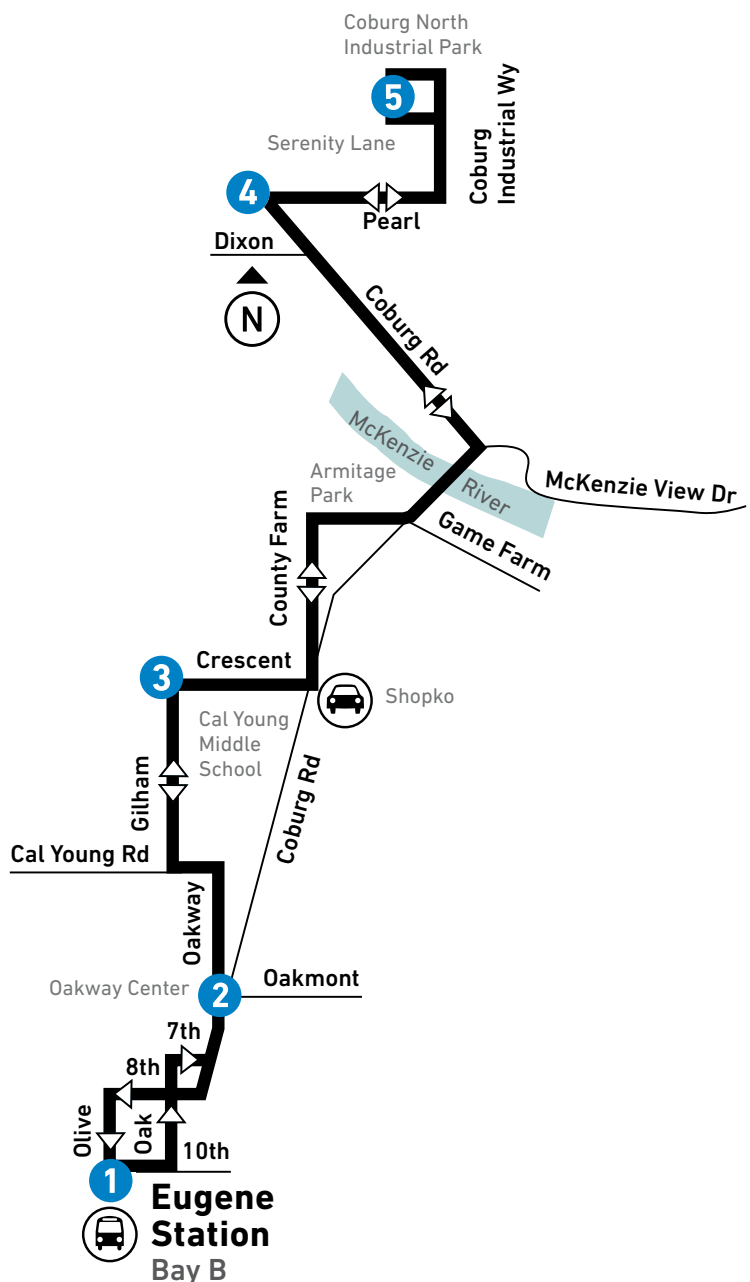 Coburg North
Industrial Park
5
Coburg
Industrial Wy
Serenity Lane
4
Pearl
Dixon
N
Coburg Rd
McKenzie
River
McKenzie View Dr
Armitage
Park
Game Farm
County Farm
3
Crescent
Shopko
Cal Young
Middle
School
Gilham
Coburg Rd
Cal Young Rd
Oakway
Oakway Center
2
Oakmont
7th
8th
Olive
Oak
10th
1
Eugene
Station
Bay B